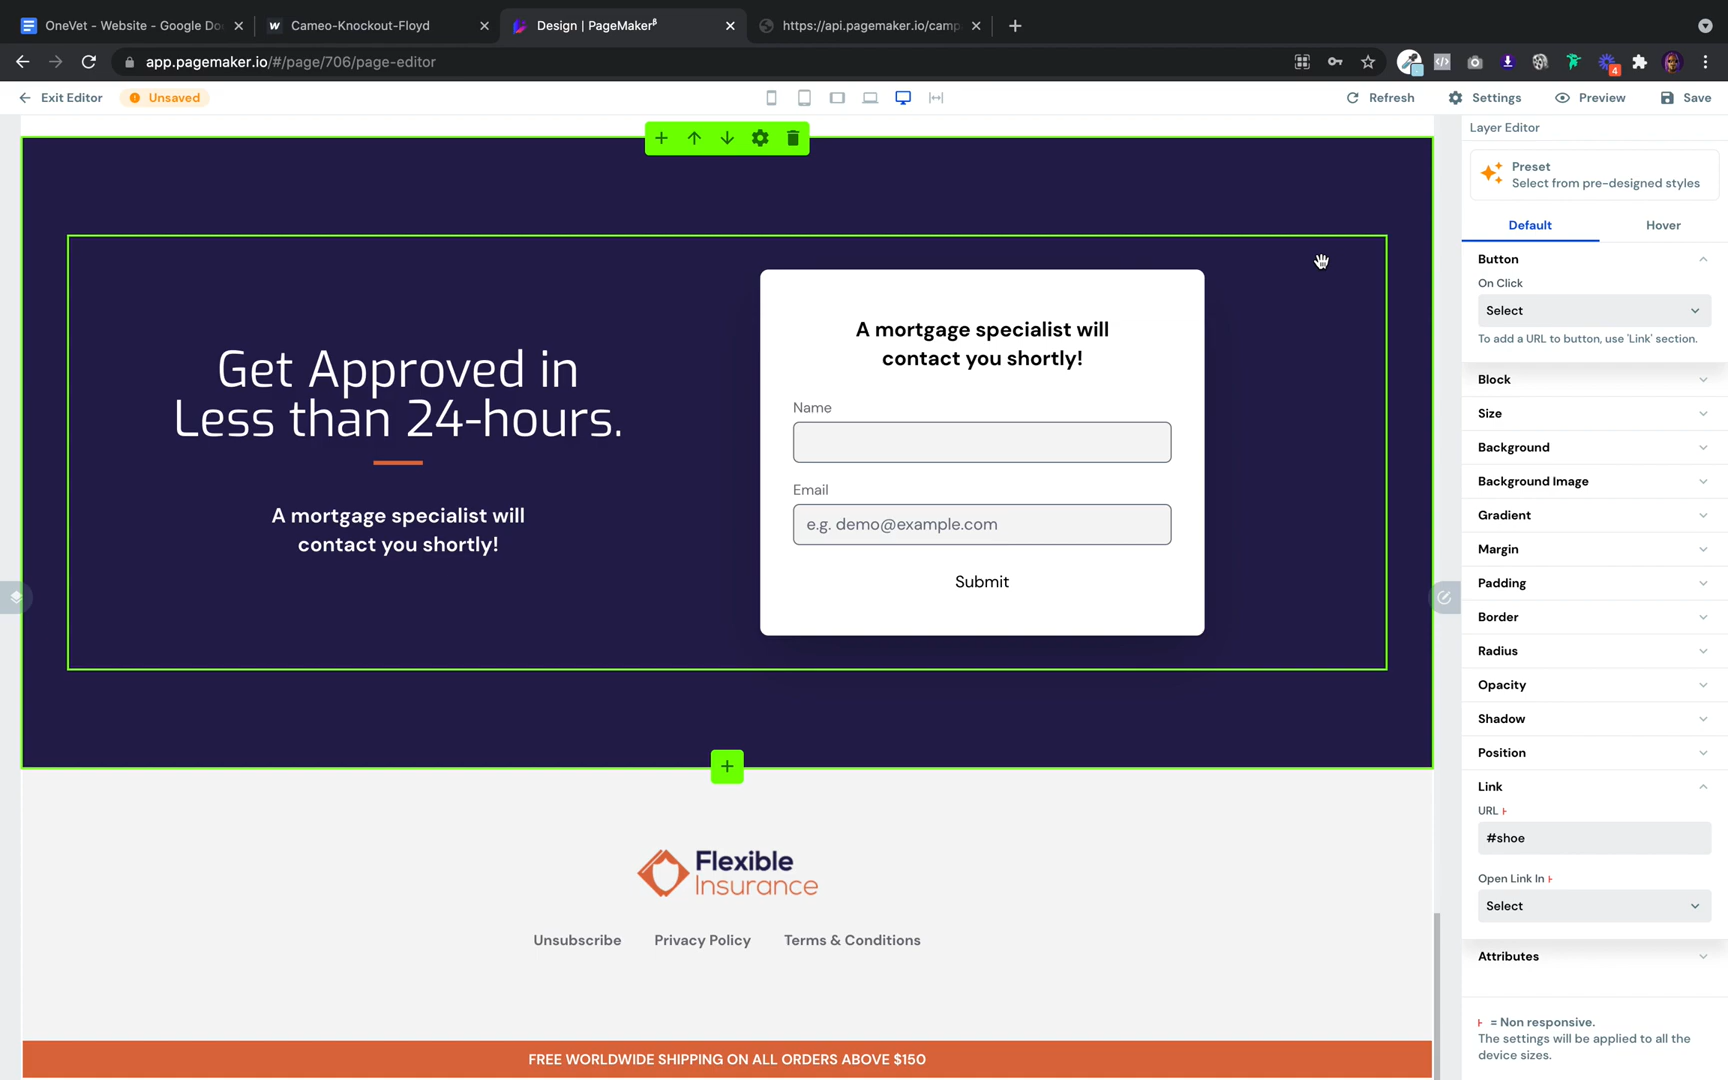 OneVet - Website - Google Do
Cameo-Knockout-Floyd
Design | PageMakerβ
https://api.pagemaker.io/camp
app.pagemaker.io/#/page/706/page-editor
4
Exit Editor
Unsaved
Refresh
Settings
Preview
Save
Layer Editor
Preset
Select from pre-designed styles
Default
Hover
Button
On Click
Select
To add a URL to button, use 'Link' section.
Block
Size
Background
Background Image
Gradient
Margin
Padding
Border
Radius
Opacity
Shadow
Position
Link
URL
#shoe
Open Link In
Select
Attributes
= Non responsive.
The settings will be applied to all the
device sizes.
Get Approved in
Less than 24-hours.
A mortgage specialist will
contact you shortly!
A mortgage specialist will
contact you shortly!
Name
Email
e.g. demo@example.com
Submit
Flexible
Insurance
Unsubscribe
Privacy Policy
Terms & Conditions
FREE WORLDWIDE SHIPPING ON ALL ORDERS ABOVE $150